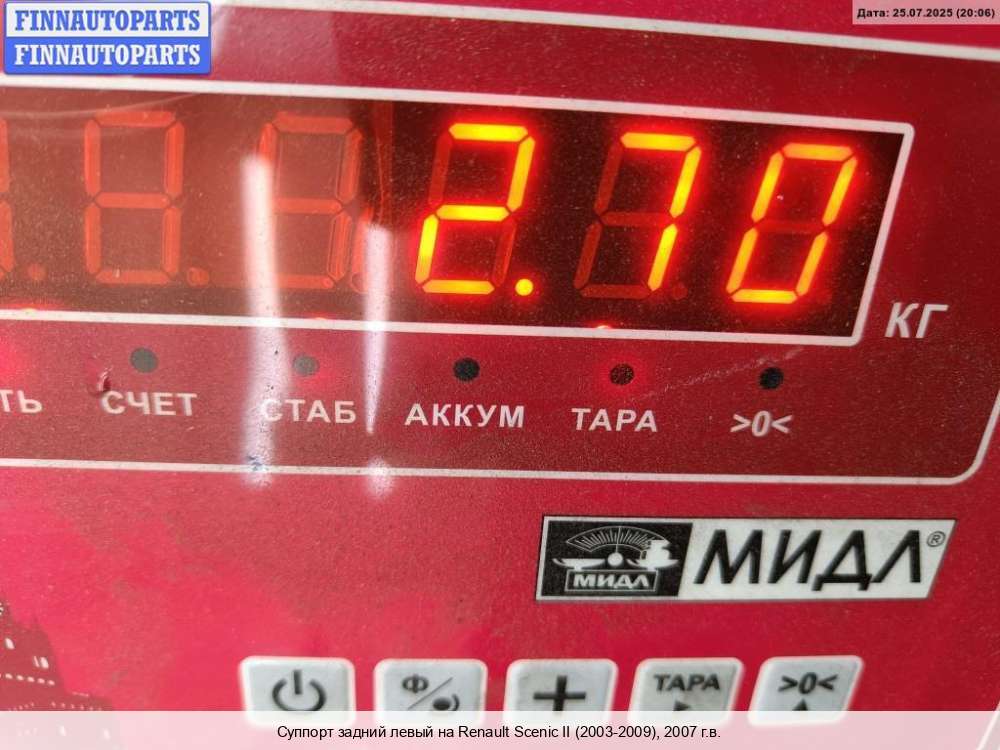 FINNAUTOPARTS
FINNAUTOPARTS
Дата: 25.07.2025 (20:06)
2.70
КГ
ТЬ СЧЕТ СТАБ АККУМ ТАРА >0<
МИДЛ МИДЛ®
Ф ТАРА >0<
Суппорт задний левый на Renault Scenic II (2003-2009), 2007 г.в.